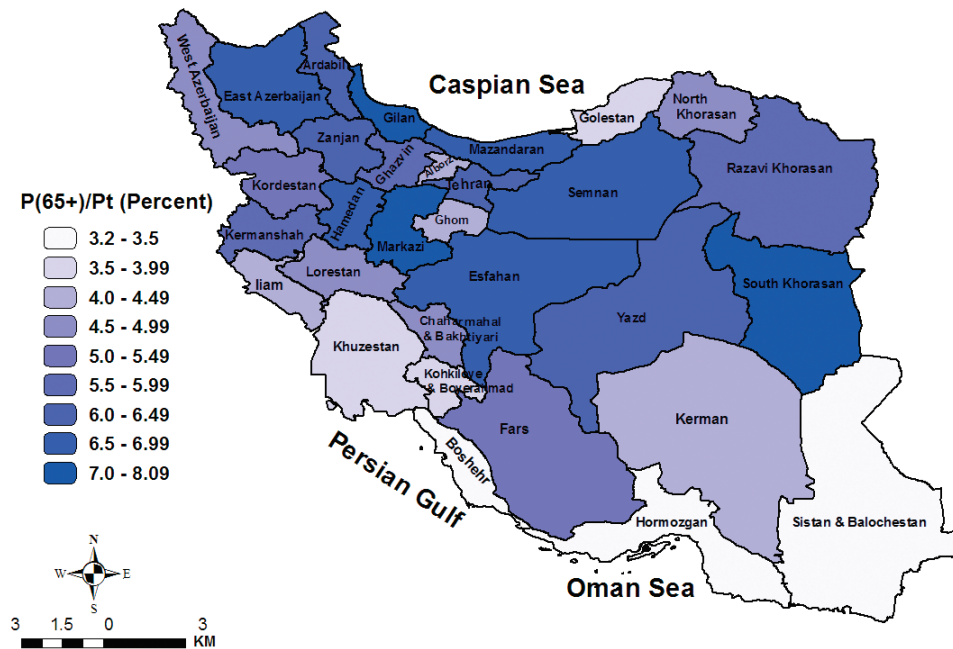 Caspian Sea
West Azerbaijan
East Azerbaijan
Ardabil
Gilan
Golestan
North
Khorasan
Zanjan
Ghazvin
Alborz
Mazandaran
Tehran
Semnan
Razavi Khorasan
Kordestan
Hamedan
Markazi
Ghom
Kermanshah
Lorestan
Esfahan
South Khorasan
Iiam
Chaharmahal
& Bakhtiyari
Yazd
Khuzestan
Kohkiloye
& Boyerahmad
Fars
Kerman
Boshehr
Hormozgan
Sistan & Balochestan
Persian Gulf
Oman Sea
P(65+)/Pt (Percent)
3.2 - 3.5
3.5 - 3.99
4.0 - 4.49
4.5 - 4.99
5.0 - 5.49
5.5 - 5.99
6.0 - 6.49
6.5 - 6.99
7.0 - 8.09
N
W E
S
3 1.5 0 3
KM